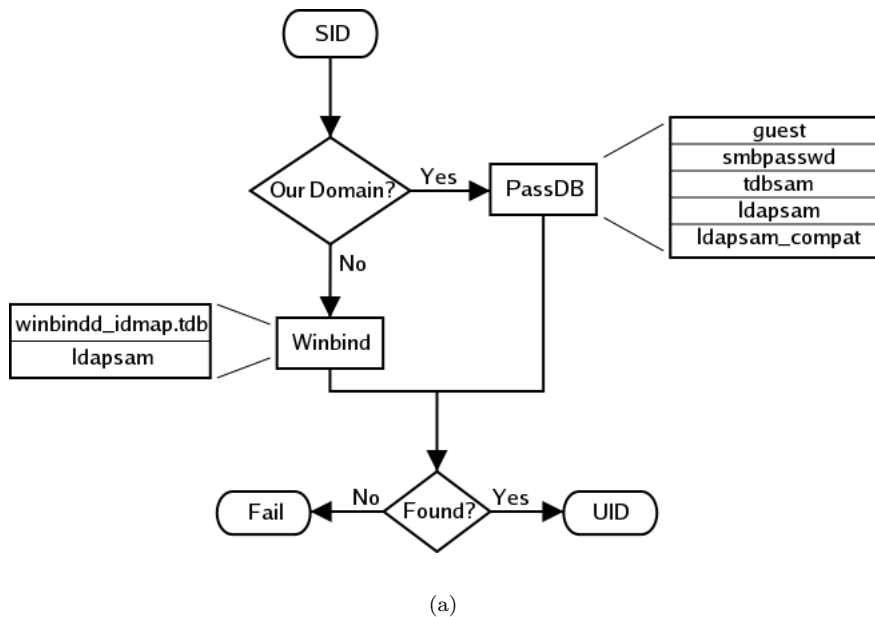 SID
Our Domain?
Yes
PassDB
guest
smbpasswd
tdbsam
ldapsam
ldapsam_compat
No
winbindd_idmap.tdb
ldapsam
Winbind
Fail
No
Found?
Yes
UID
(a)